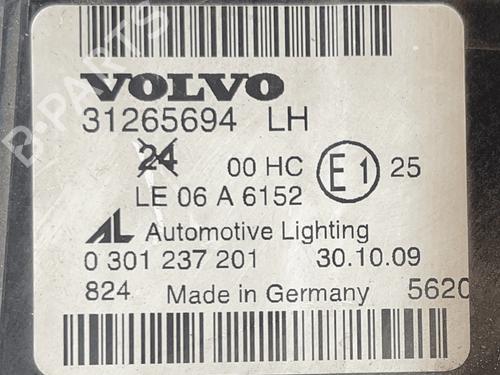 VOLVO
31265694 LH
24 00 HC E1 25
LE 06 A 6152
AL Automotive Lighting
0 301 237 201 30.10.09
824 Made in Germany 5620
B-PARTS